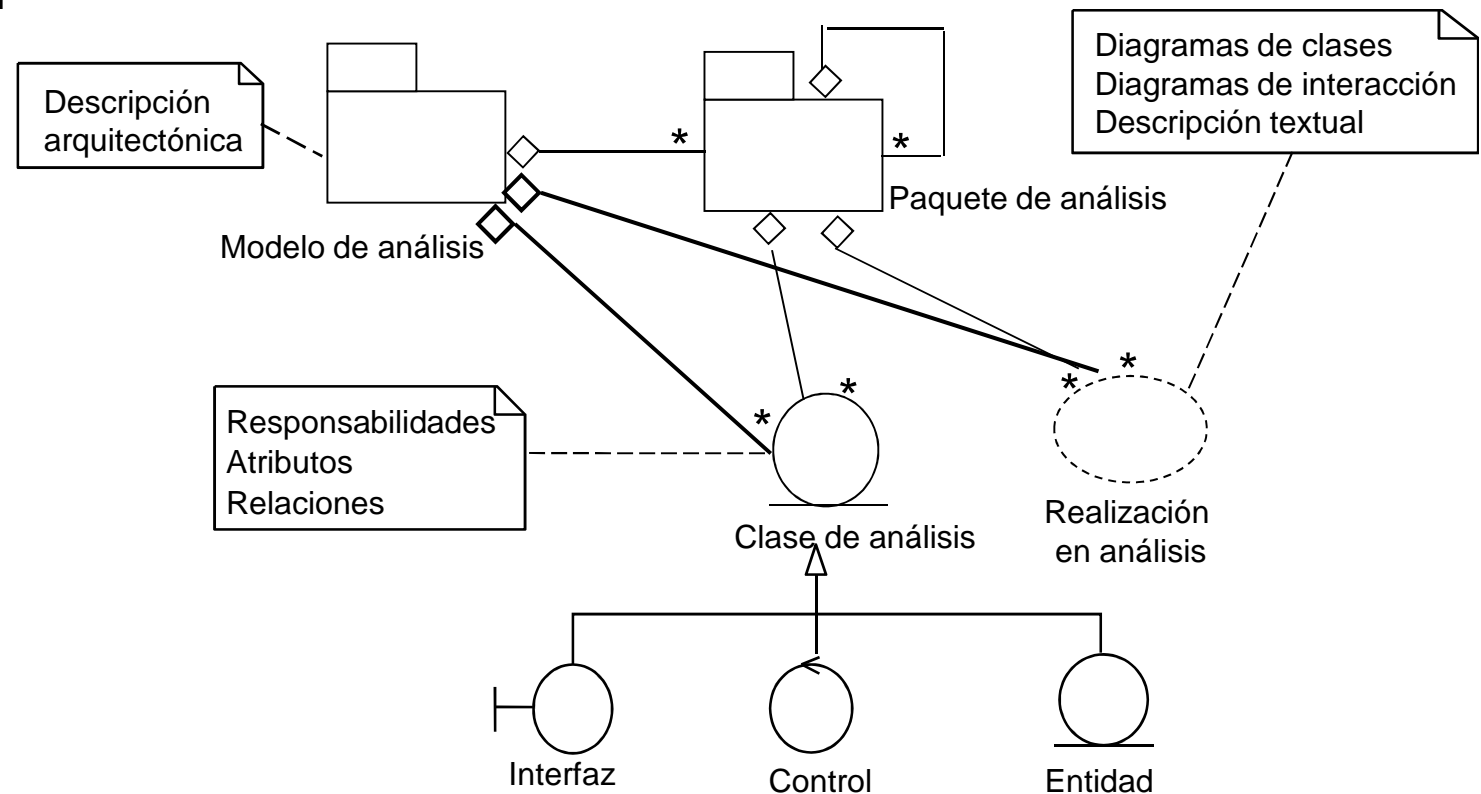 Diagramas de clases
Diagramas de interacción
Descripción textual
Descripción
arquitectónica
*
*
Paquete de análisis
Modelo de análisis
*
*
*
*
Responsabilidades
Atributos
Relaciones
Clase de análisis
Realización
en análisis
Interfaz
Control
Entidad